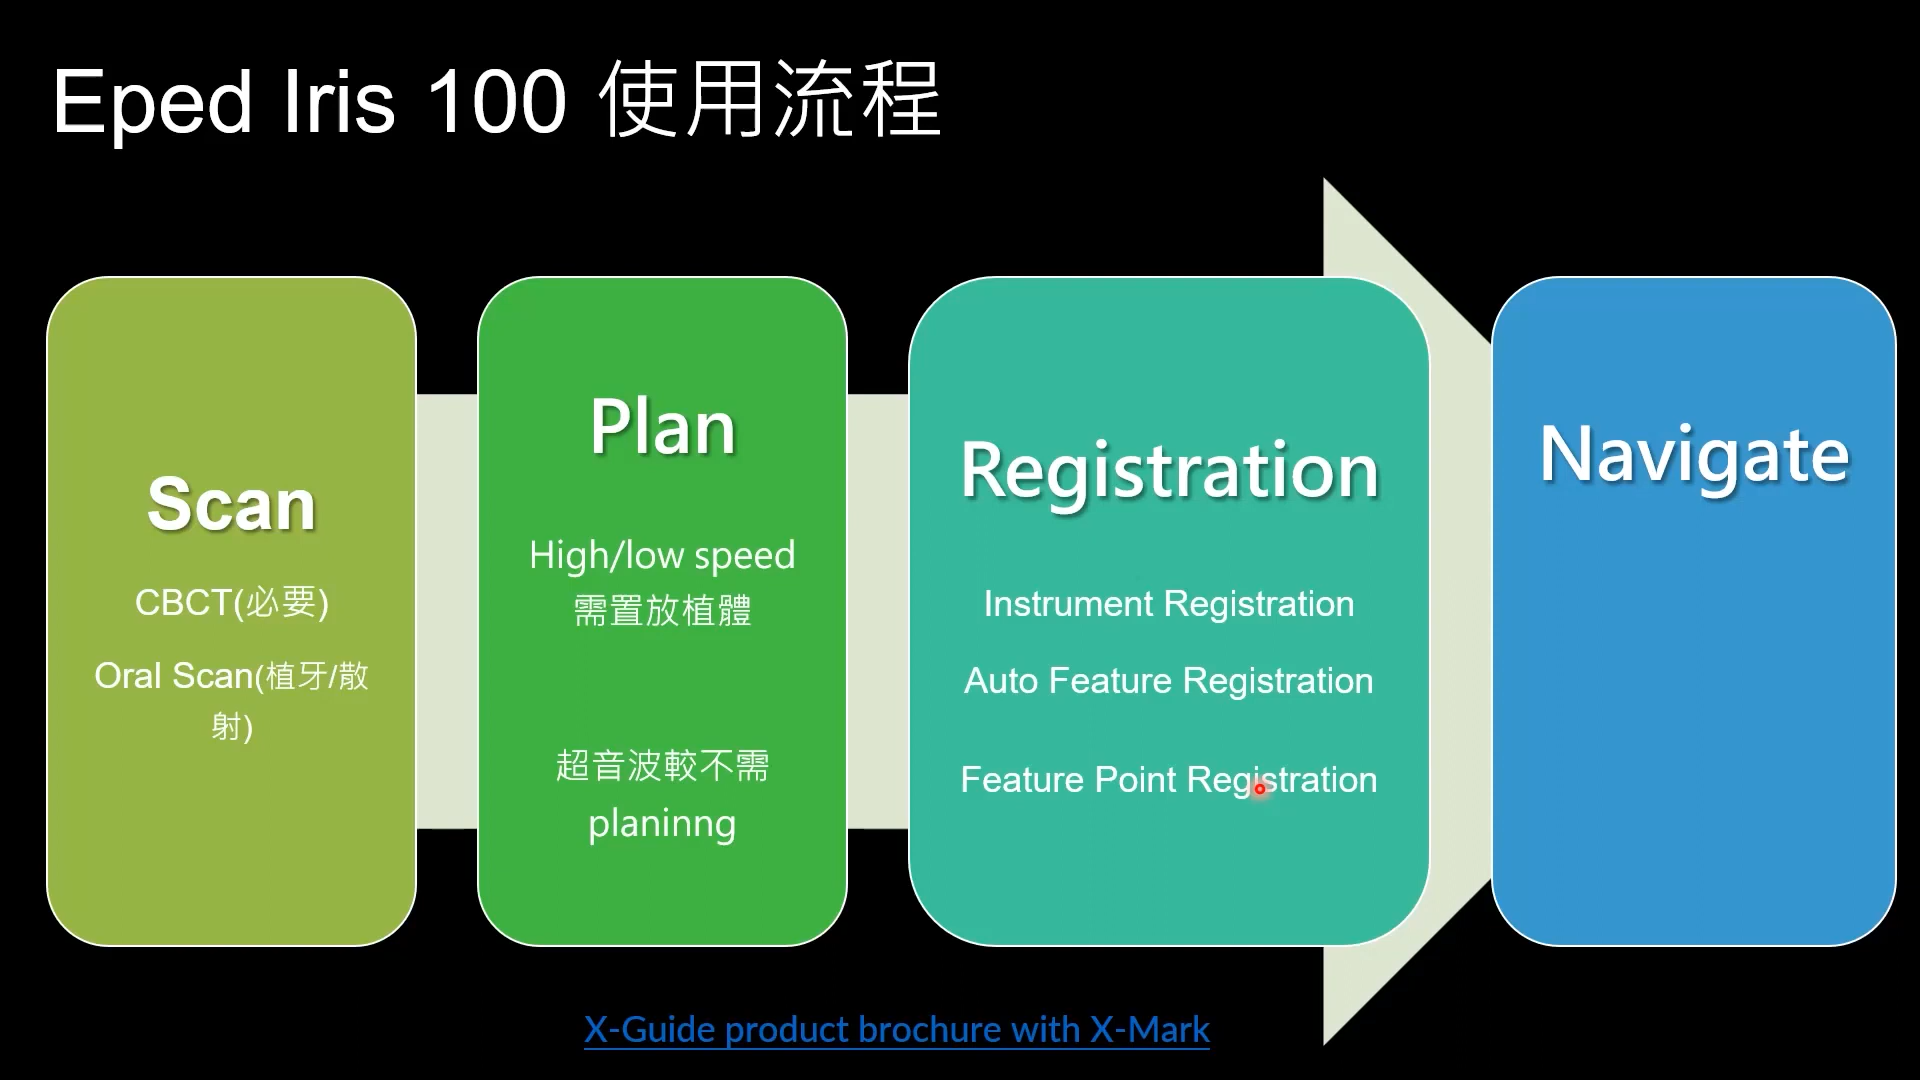 Eped Iris 100 使用流程
Scan
CBCT(必要)
Oral Scan(植牙/散
射)
Plan
High/low speed
需置放植體
超音波較不需
planinng
Registration
Instrument Registration
Auto Feature Registration
Feature Point Registration
Navigate
X-Guide product brochure with X-Mark